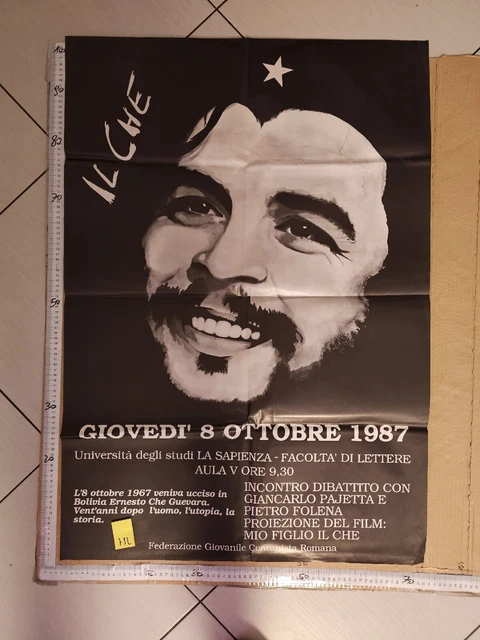 IL CHE
GIOVEDI' 8 OTTOBRE 1987
Università degli studi LA SAPIENZA - FACOLTA' DI LETTERE
AULA V ORE 9,30
L'8 ottobre 1967 veniva ucciso in
Bolivia Ernesto Che Guevara.
Vent'anni dopo l'uomo, l'utopia, la
storia.
INCONTRO DIBATTITO CON
GIANCARLO PAJETTA E
PIETRO FOLENA
PROIEZIONE DEL FILM:
MIO FIGLIO IL CHE
Federazione Giovanile Comunista Romana